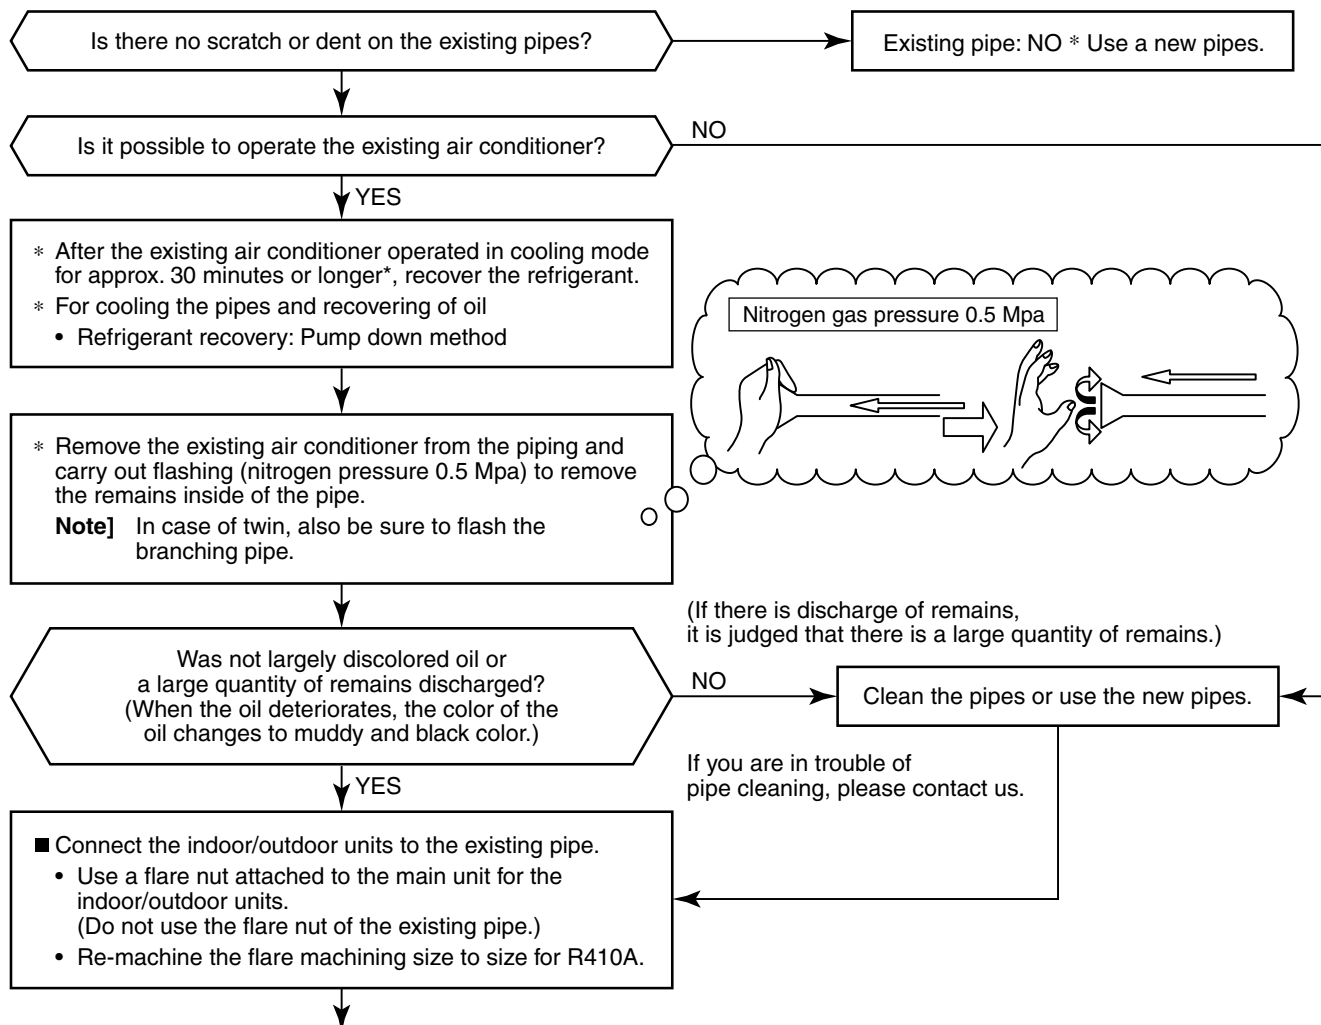 Is there no scratch or dent on the existing pipes?
Existing pipe: NO * Use a new pipes.
Is it possible to operate the existing air conditioner?
NO
YES
* After the existing air conditioner operated in cooling mode
for approx. 30 minutes or longer*, recover the refrigerant.
* For cooling the pipes and recovering of oil
• Refrigerant recovery: Pump down method
Nitrogen gas pressure 0.5 Mpa
* Remove the existing air conditioner from the piping and
carry out flashing (nitrogen pressure 0.5 Mpa) to remove
the remains inside of the pipe.
Note] In case of twin, also be sure to flash the
branching pipe.
(If there is discharge of remains,
it is judged that there is a large quantity of remains.)
Was not largely discolored oil or
a large quantity of remains discharged?
(When the oil deteriorates, the color of the
oil changes to muddy and black color.)
NO
Clean the pipes or use the new pipes.
If you are in trouble of
pipe cleaning, please contact us.
YES
■ Connect the indoor/outdoor units to the existing pipe.
• Use a flare nut attached to the main unit for the
indoor/outdoor units.
(Do not use the flare nut of the existing pipe.)
• Re-machine the flare machining size to size for R410A.